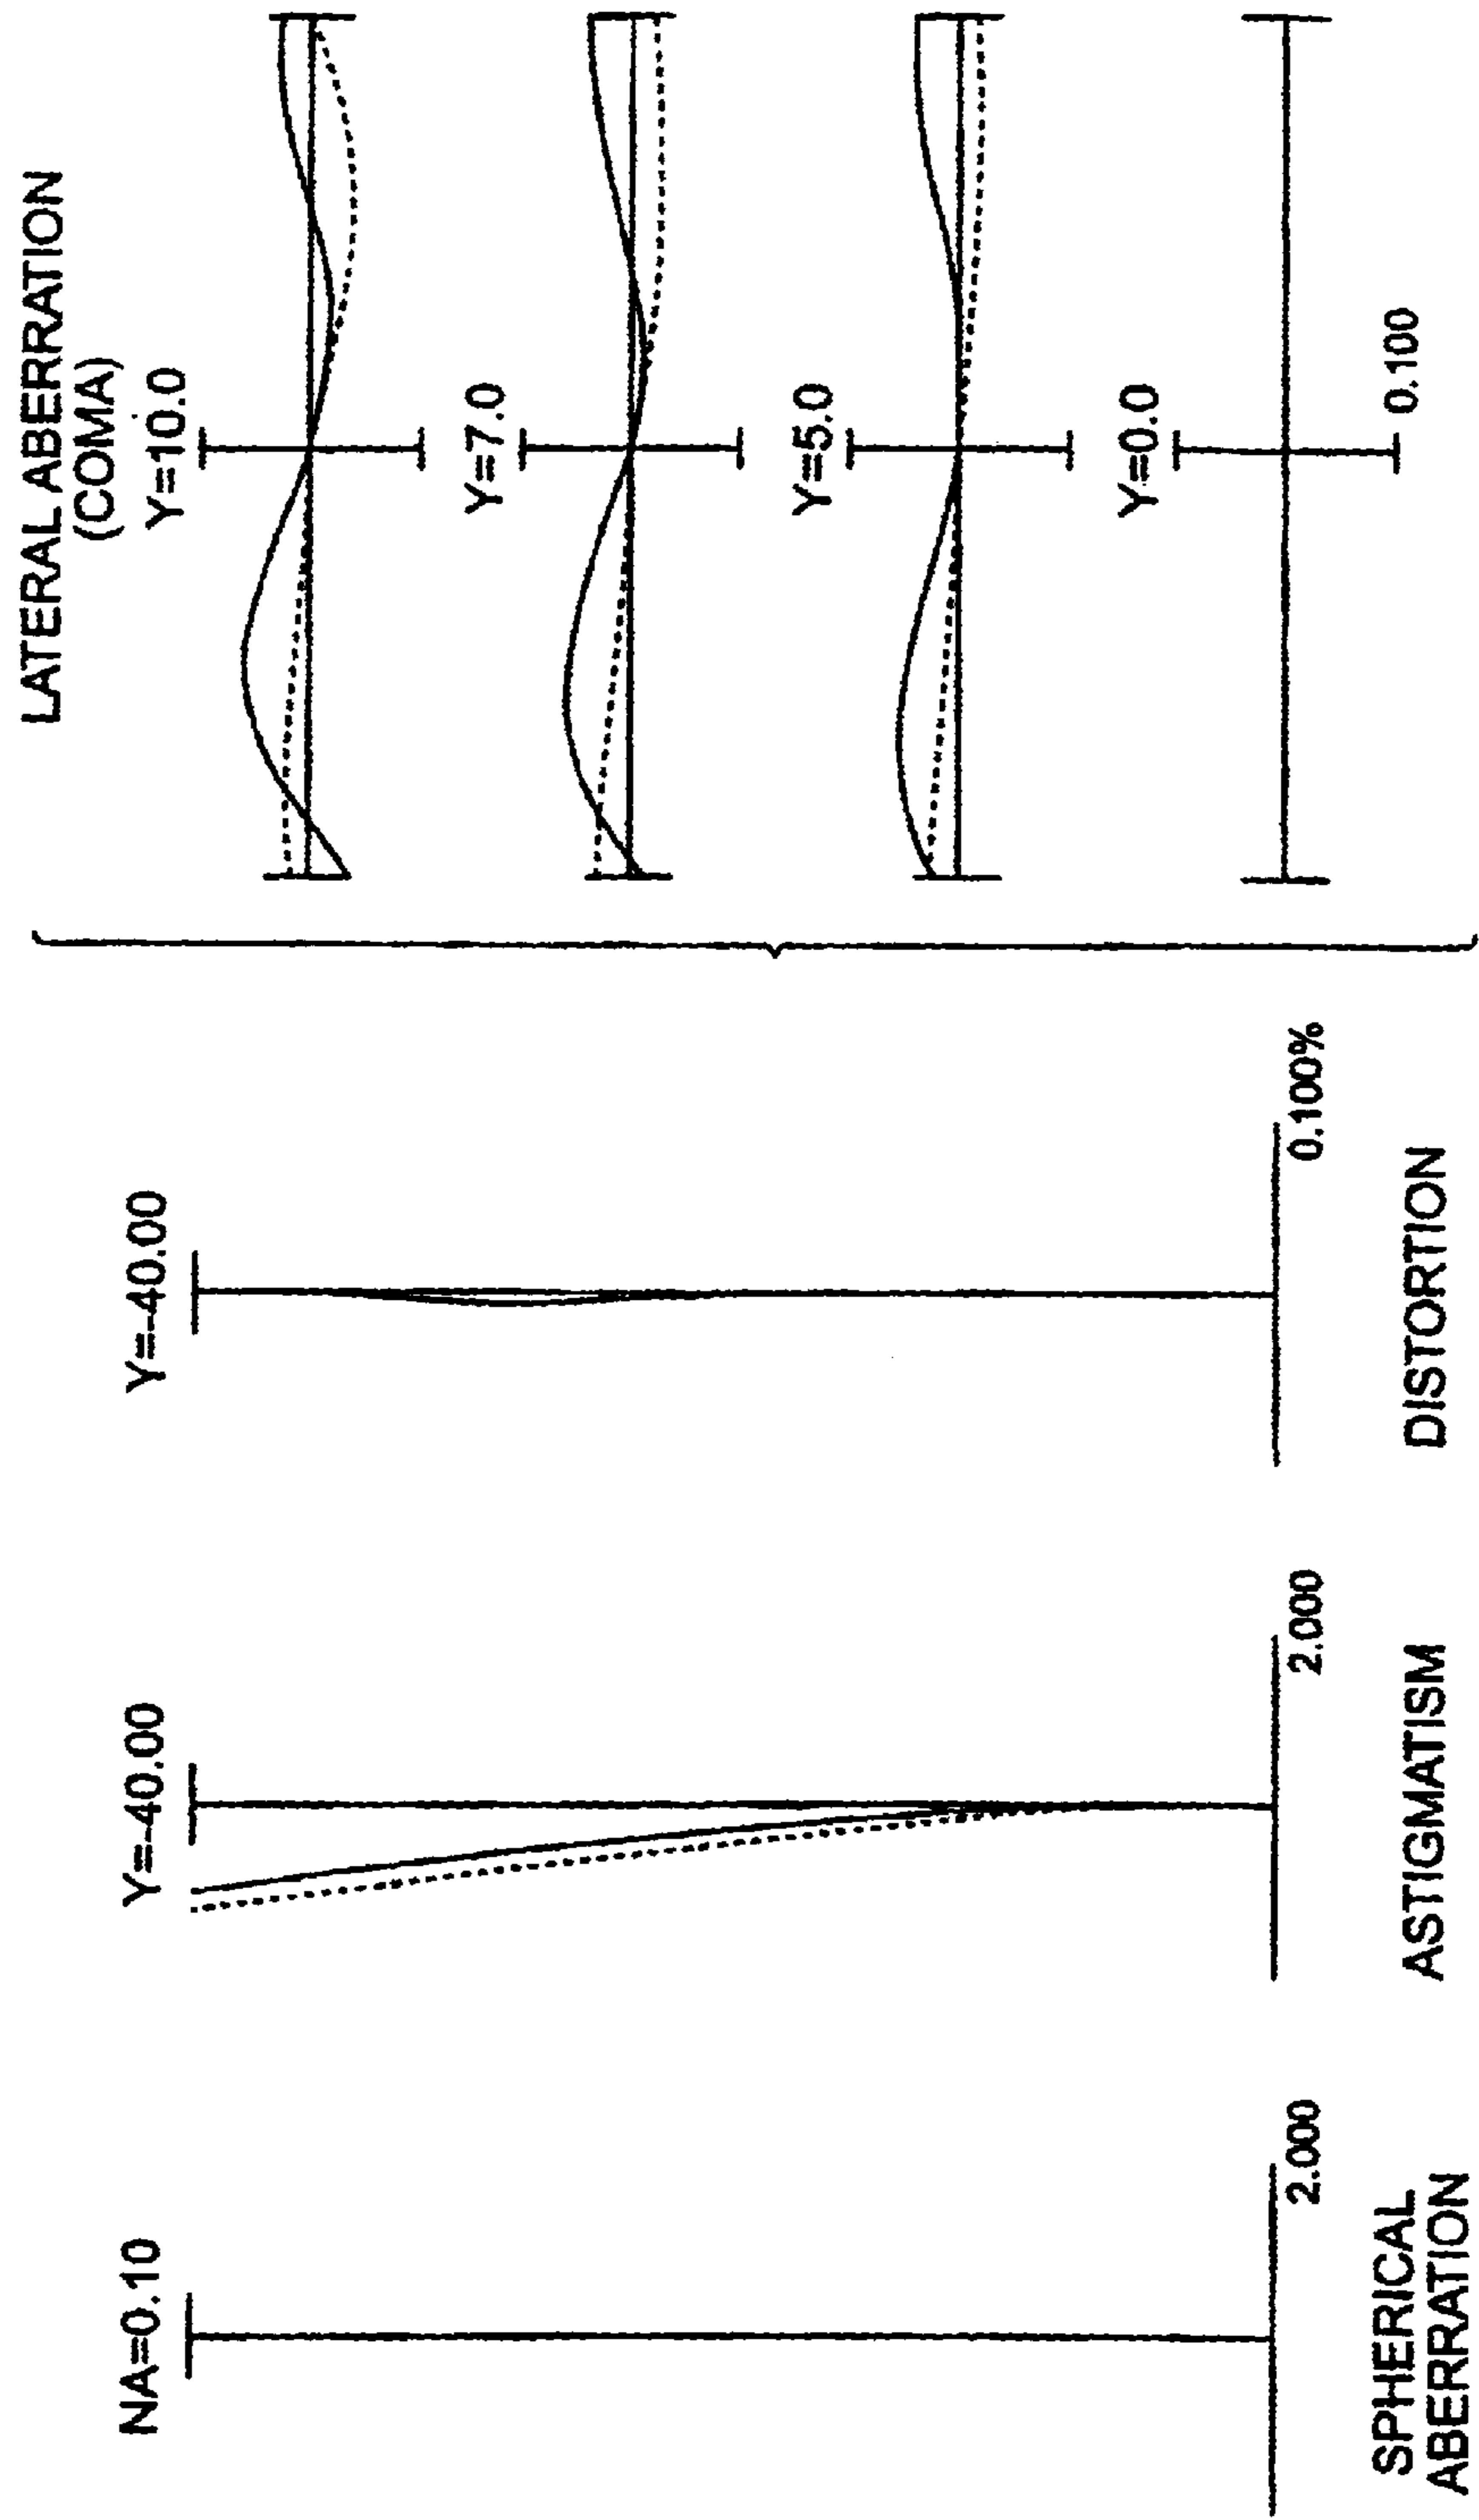 NA=0.10
2.000
SPHERICAL
ABERRATION
Y=-40.00
2.000
ASTIGMATISM
Y=-40.00
0.100%
DISTORTION
LATERAL ABERRATION
(COMA)
Y=10.0
Y=7.0
Y=5.0
Y=0.0
0.100